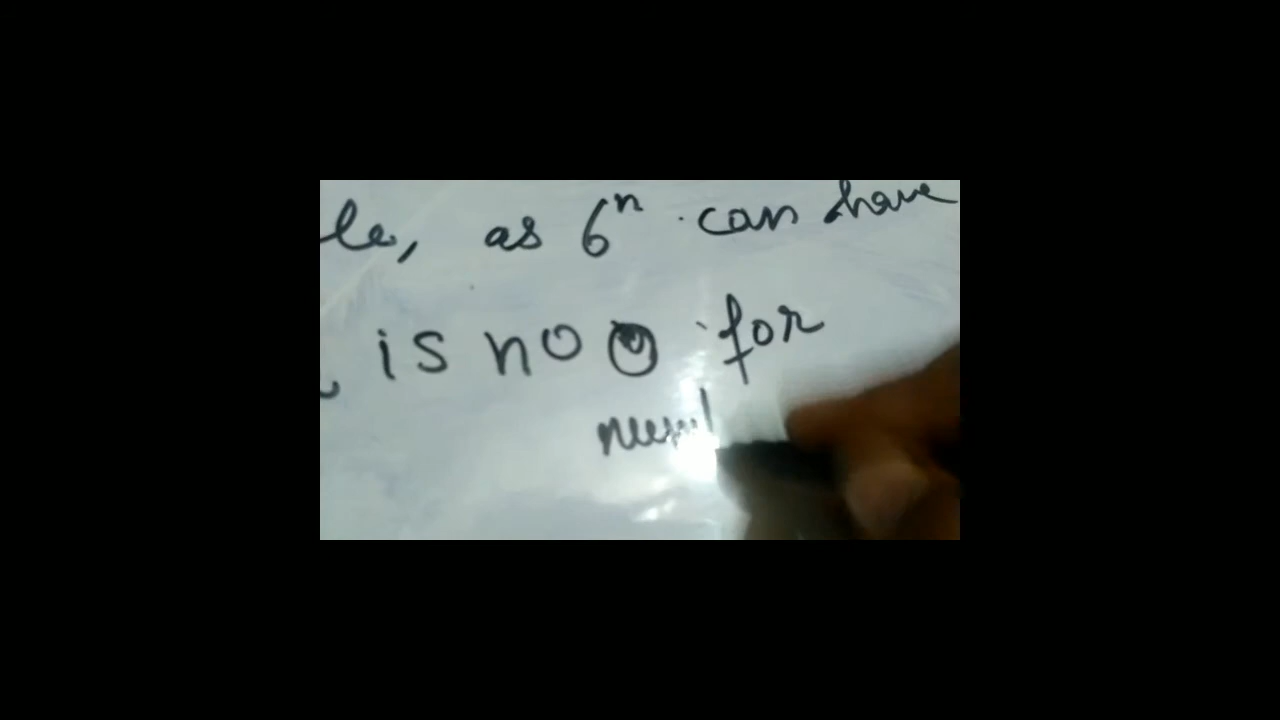 le, as 6ⁿ can have
is no for